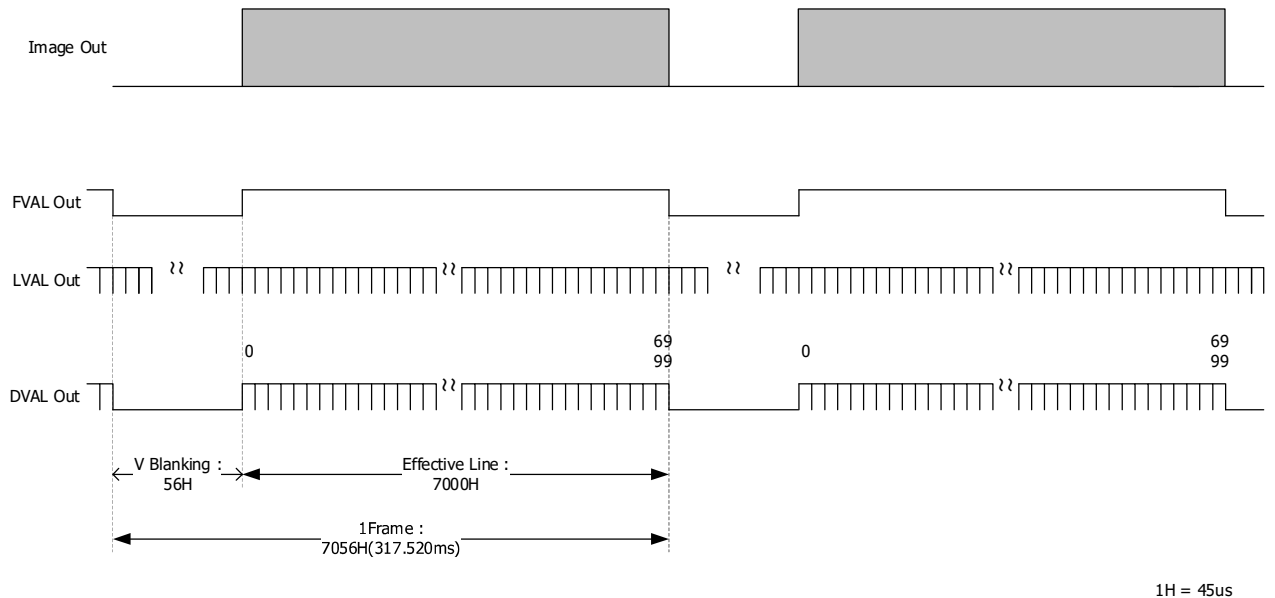 Image Out
FVAL Out
LVAL Out
0
69
99
0
69
99
DVAL Out
V Blanking :
56H
Effective Line :
7000H
1Frame :
7056H(317.520ms)
1H = 45us